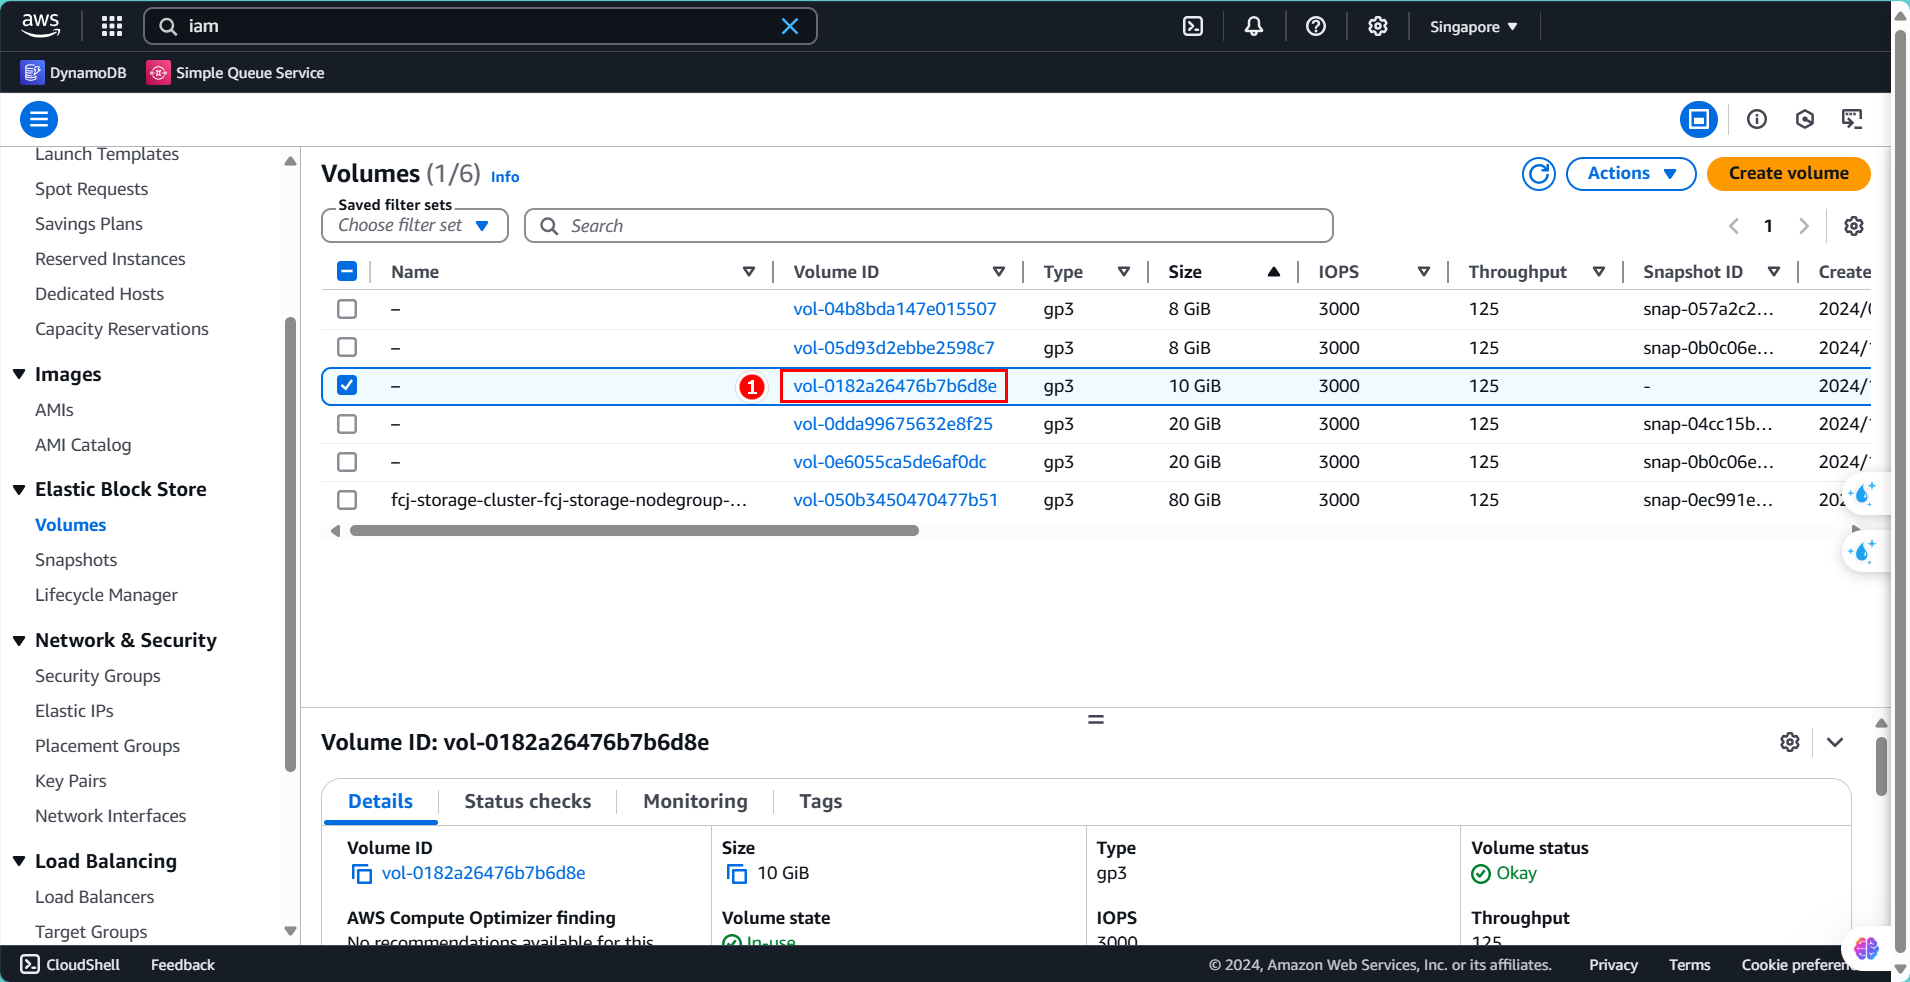 aws
iam
Singapore
DynamoDB
Simple Queue Service
Launch Templates
Spot Requests
Savings Plans
Reserved Instances
Dedicated Hosts
Capacity Reservations
Images
AMIs
AMI Catalog
Elastic Block Store
Volumes
Snapshots
Lifecycle Manager
Network & Security
Security Groups
Elastic IPs
Placement Groups
Key Pairs
Network Interfaces
Load Balancing
Load Balancers
Target Groups
Volumes (1/6) Info
Actions
Create volume
Saved filter sets
Choose filter set
Search
1
Name Volume ID Type Size IOPS Throughput Snapshot ID Create
– vol-04b8bda147e015507 gp3 8 GiB 3000 125 snap-057a2c2... 2024/
– vol-05d93d2ebbe2598c7 gp3 8 GiB 3000 125 snap-0b0c06e... 2024/
– 1 vol-0182a26476b7b6d8e gp3 10 GiB 3000 125 - 2024/
– vol-0dda99675632e8f25 gp3 20 GiB 3000 125 snap-04cc15b... 2024/
– vol-0e6055ca5de6af0dc gp3 20 GiB 3000 125 snap-0b0c06e... 2024/
fcj-storage-cluster-fcj-storage-nodegroup-... vol-050b3450470477b51 gp3 80 GiB 3000 125 snap-0ec991e...
Volume ID: vol-0182a26476b7b6d8e
Details Status checks Monitoring Tags
Volume ID
vol-0182a26476b7b6d8e
Size
10 GiB
Type
gp3
Volume status
Okay
AWS Compute Optimizer finding
No recommendations available for this
Volume state
In-use
IOPS
3000
Throughput
125
CloudShell
Feedback
© 2024, Amazon Web Services, Inc. or its affiliates.
Privacy
Terms
Cookie preferen